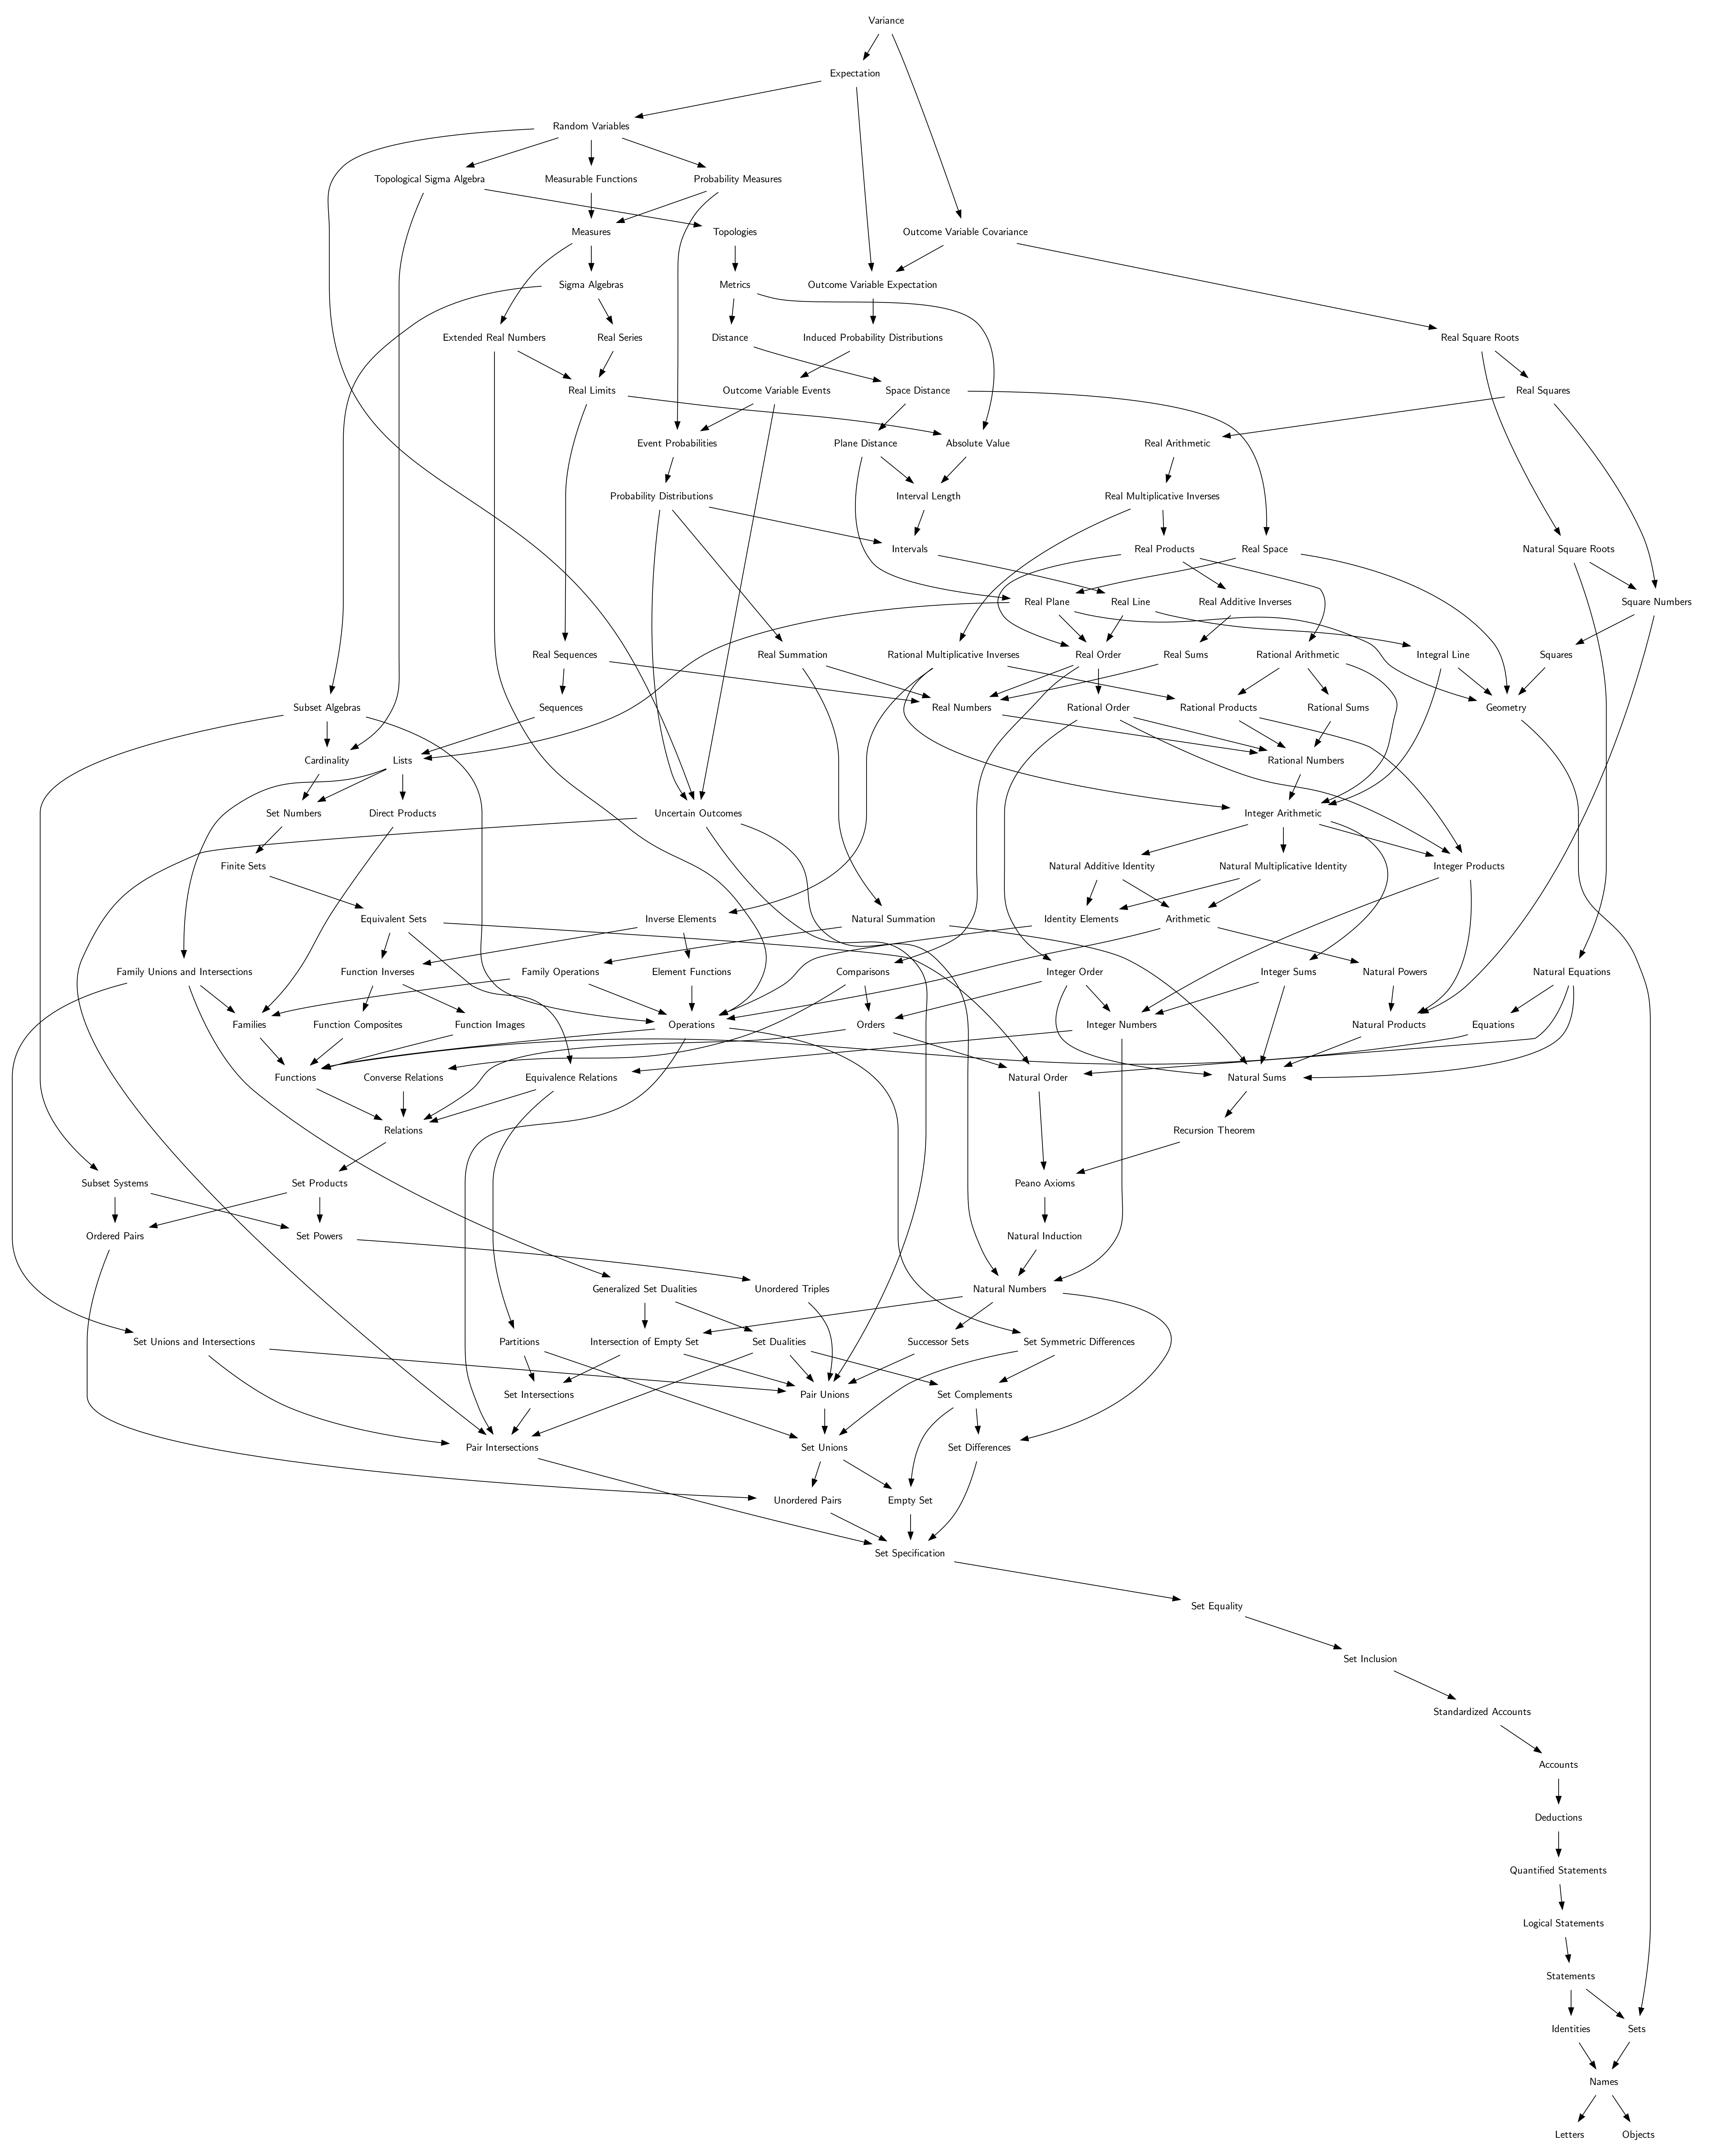 Variance
Expectation
Random Variables
Topological Sigma Algebra
Measurable Functions
Probability Measures
Measures
Topologies
Outcome Variable Covariance
Sigma Algebras
Metrics
Outcome Variable Expectation
Extended Real Numbers
Real Series
Distance
Induced Probability Distributions
Real Square Roots
Real Limits
Outcome Variable Events
Space Distance
Real Squares
Event Probabilities
Plane Distance
Absolute Value
Real Arithmetic
Probability Distributions
Interval Length
Real Multiplicative Inverses
Intervals
Real Products
Real Space
Natural Square Roots
Real Plane
Real Line
Real Additive Inverses
Square Numbers
Real Sequences
Real Summation
Rational Multiplicative Inverses
Real Order
Real Sums
Rational Arithmetic
Integral Line
Squares
Subset Algebras
Sequences
Real Numbers
Rational Order
Rational Products
Rational Sums
Geometry
Cardinality
Lists
Rational Numbers
Set Numbers
Direct Products
Uncertain Outcomes
Integer Arithmetic
Finite Sets
Natural Additive Identity
Natural Multiplicative Identity
Integer Products
Equivalent Sets
Inverse Elements
Natural Summation
Identity Elements
Arithmetic
Family Unions and Intersections
Function Inverses
Family Operations
Element Functions
Comparisons
Integer Order
Integer Sums
Natural Powers
Natural Equations
Families
Function Composites
Function Images
Operations
Orders
Integer Numbers
Natural Products
Equations
Functions
Converse Relations
Equivalence Relations
Natural Order
Natural Sums
Relations
Recursion Theorem
Subset Systems
Set Products
Peano Axioms
Ordered Pairs
Set Powers
Natural Induction
Generalized Set Dualities
Unordered Triples
Natural Numbers
Set Unions and Intersections
Partitions
Intersection of Empty Set
Set Dualities
Successor Sets
Set Symmetric Differences
Set Intersections
Pair Unions
Set Complements
Pair Intersections
Set Unions
Set Differences
Unordered Pairs
Empty Set
Set Specification
Set Equality
Set Inclusion
Standardized Accounts
Accounts
Deductions
Quantified Statements
Logical Statements
Statements
Identities
Sets
Names
Letters
Objects